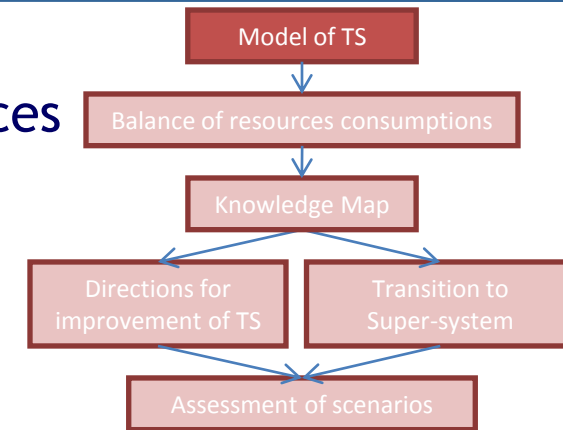 Model of TS
ces
Balance of resources consumptions
Knowledge Map
Directions for
improvement of TS
Transition to
Super-system
Assessment of scenarios